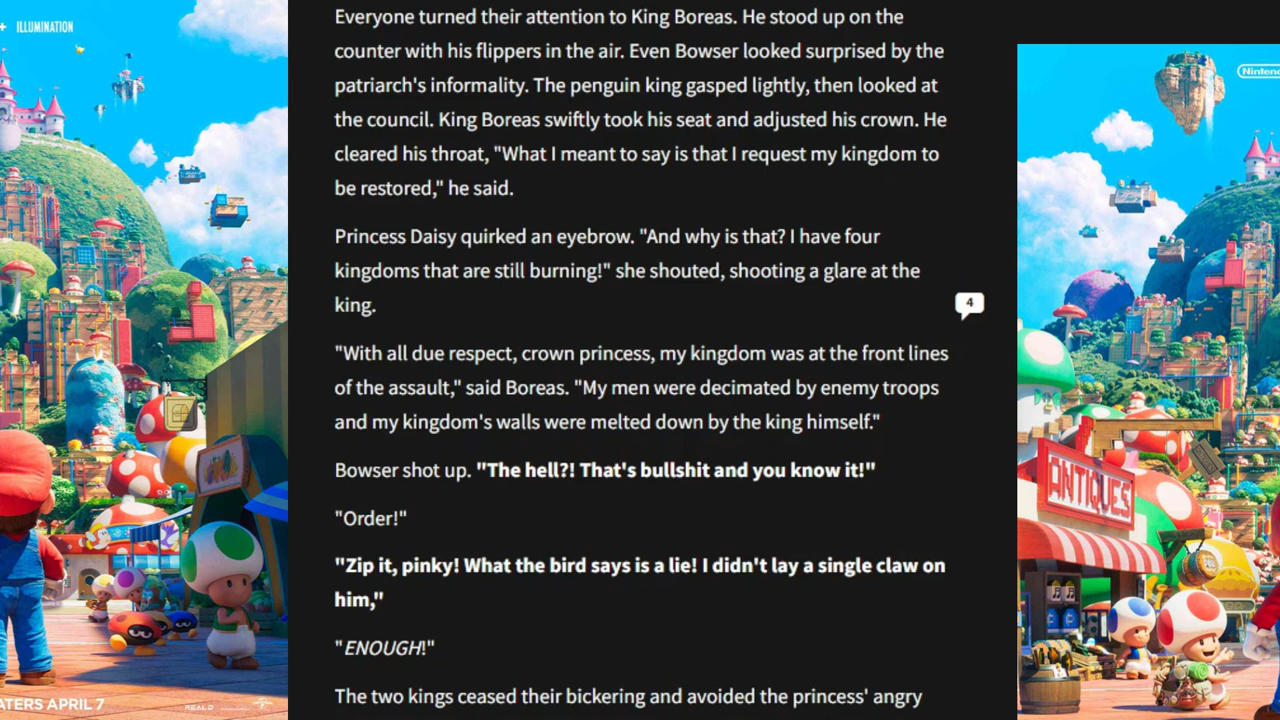 + ILLUMINATION
Everyone turned their attention to King Boreas. He stood up on the
counter with his flippers in the air. Even Bowser looked surprised by the
patriarch's informality. The penguin king gasped lightly, then looked at
the council. King Boreas swiftly took his seat and adjusted his crown. He
cleared his throat, "What I meant to say is that I request my kingdom to
be restored," he said.
Princess Daisy quirked an eyebrow. "And why is that? I have four
kingdoms that are still burning!" she shouted, shooting a glare at the
king.
4
"With all due respect, crown princess, my kingdom was at the front lines
of the assault," said Boreas. "My men were decimated by enemy troops
and my kingdom's walls were melted down by the king himself."
Bowser shot up. "The hell?! That's bullshit and you know it!"
"Order!"
"Zip it, pinky! What the bird says is a lie! I didn't lay a single claw on
him,"
"ENOUGH!"
The two kings ceased their bickering and avoided the princess' angry
ATERS APRIL 7
REALD
Ninten
ANTIQUES